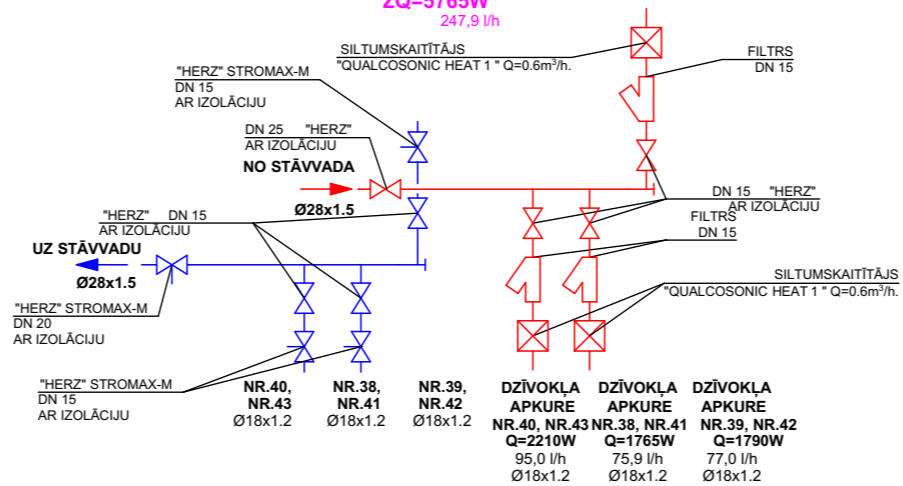 ZQ=5765W
247,9 l/h
SILTUMSKAITĪTĀJS
"QUALCOSONIC HEAT 1 " Q=0.6m³/h.
FILTRS
DN 15
"HERZ" STROMAX-M
DN 15
AR IZOLĀCIJU
DN 25 "HERZ"
AR IZOLĀCIJU
NO STĀVVADA
Ø28x1.5
DN 15 "HERZ"
AR IZOLĀCIJU
FILTRS
DN 15
"HERZ" DN 15
AR IZOLĀCIJU
UZ STĀVVADU
Ø28x1.5
SILTUMSKAITĪTĀJS
"QUALCOSONIC HEAT 1 " Q=0.6m³/h.
"HERZ" STROMAX-M
DN 20
AR IZOLĀCIJU
"HERZ" STROMAX-M
DN 15
AR IZOLĀCIJU
NR.40,
NR.43
Ø18x1.2
NR.38,
NR.41
Ø18x1.2
NR.39,
NR.42
Ø18x1.2
DZĪVOKĻA
APKURE
NR.40, NR.43
Q=2210W
95,0 l/h
Ø18x1.2
DZĪVOKĻA
APKURE
NR.38, NR.41
Q=1765W
75,9 l/h
Ø18x1.2
DZĪVOKĻA
APKURE
NR.39, NR.42
Q=1790W
77,0 l/h
Ø18x1.2